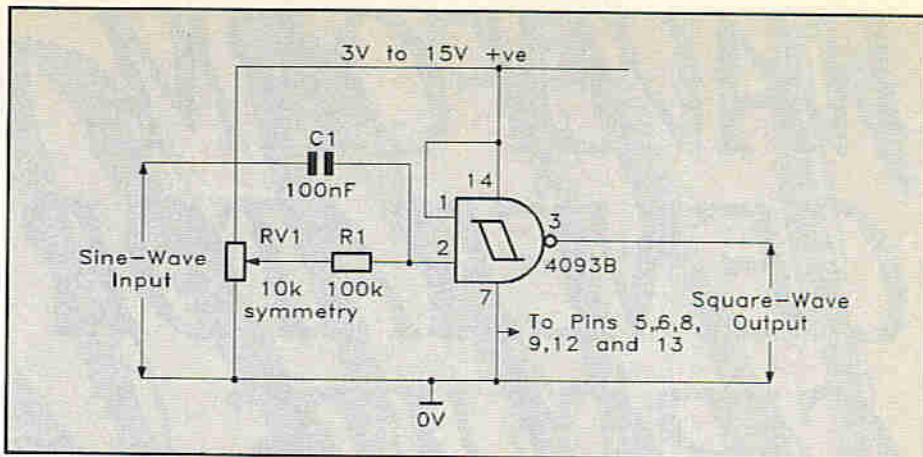 3V to 15V +ve
C1
100nF
14
1
2
3
4093B
7
RV1
R1
10k
100k
symmetry
Sine-Wave
Input
Square-Wave
Output
To Pins 5,,6,8,
9,12 and 13
0V